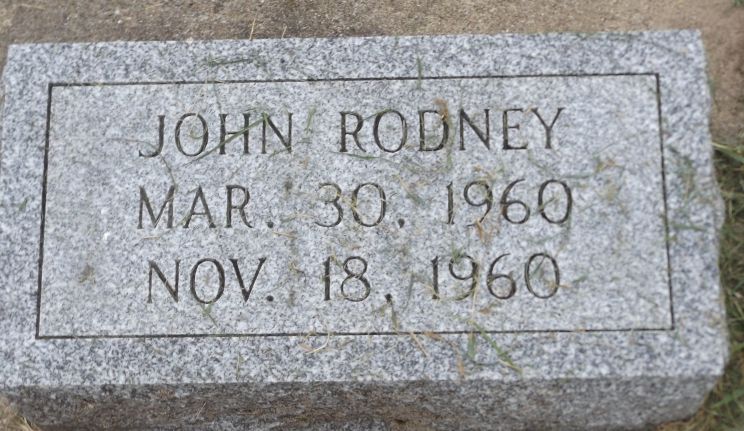 JOHN RODNEY
MAR. 30, 1960
NOV. 18, 1960